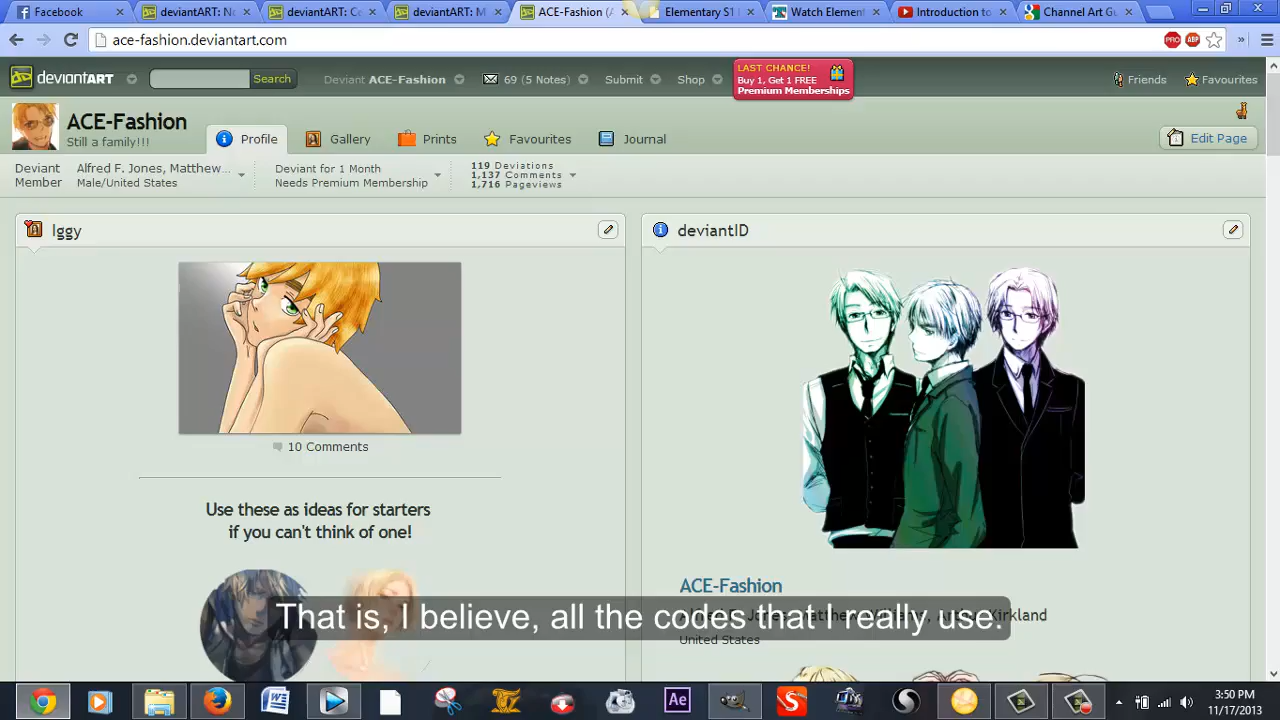 Facebook
deviantART: N
deviantART: C
deviantART: M
ACE-Fashion (A
Elementary S1
Watch Elemen
Introduction to
Channel Art Gu
ace-fashion.deviantart.com
PRO
ABP
deviantART
Search
Deviant ACE-Fashion
69 (5 Notes)
Submit
Shop
LAST CHANCE!
Buy 1, Get 1 FREE
Premium Memberships
Friends
Favourites
ACE-Fashion
Still a family!!!
Profile
Gallery
Prints
Favourites
Journal
Edit Page
Deviant
Member
Alfred F. Jones, Matthew...
Male/United States
Deviant for 1 Month
Needs Premium Membership
119 Deviations
1,137 Comments
1,716 Pageviews
Iggy
deviantID
10 Comments
Use these as ideas for starters
if you can't think of one!
ACE-Fashion
Kirkland
United States
That is, I believe, all the codes that I really use.
Ae
3:50 PM
11/17/2013